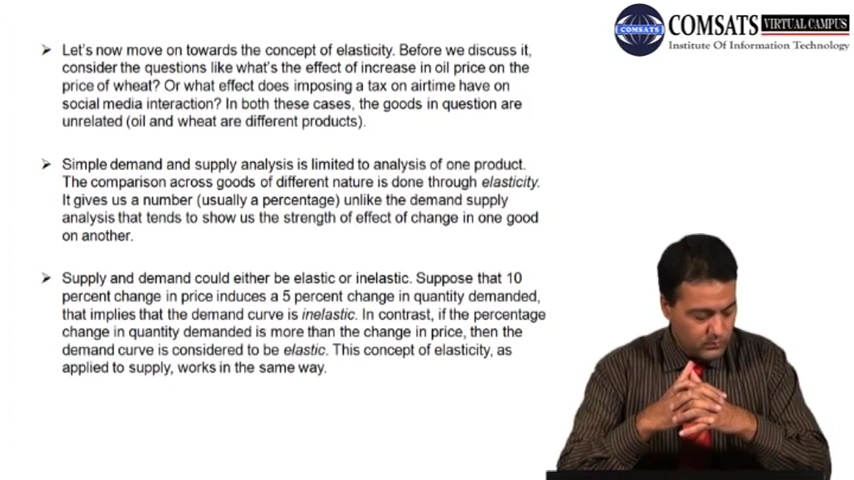 COMSATS VIRTUAL CAMPUS
Institute Of Information Technology
COMSATS
➢ Let's now move on towards the concept of elasticity. Before we discuss it,
consider the questions like what's the effect of increase in oil price on the
price of wheat? Or what effect does imposing a tax on airtime have on
social media interaction? In both these cases, the goods in question are
unrelated (oil and wheat are different products).
➢ Simple demand and supply analysis is limited to analysis of one product.
The comparison across goods of different nature is done through elasticity.
It gives us a number (usually a percentage) unlike the demand supply
analysis that tends to show us the strength of effect of change in one good
on another.
➢ Supply and demand could either be elastic or inelastic. Suppose that 10
percent change in price induces a 5 percent change in quantity demanded,
that implies that the demand curve is inelastic. In contrast, if the percentage
change in quantity demanded is more than the change in price, then the
demand curve is considered to be elastic. This concept of elasticity, as
applied to supply, works in the same way.